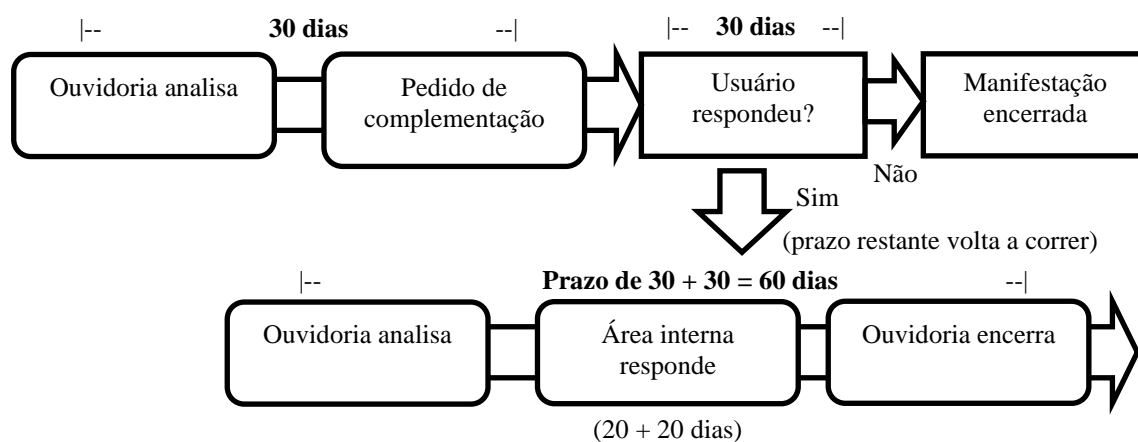 |-- 30 dias --|
|-- 30 dias --|
Ouvidoria analisa
Pedido de
complementação
Usuário
respondeu?
Manifestação
encerrada
Não
Sim
(prazo restante volta a correr)
|-- Prazo de 30 + 30 = 60 dias --|
Ouvidoria analisa
Área interna
responde
Ouvidoria encerra
(20 + 20 dias)